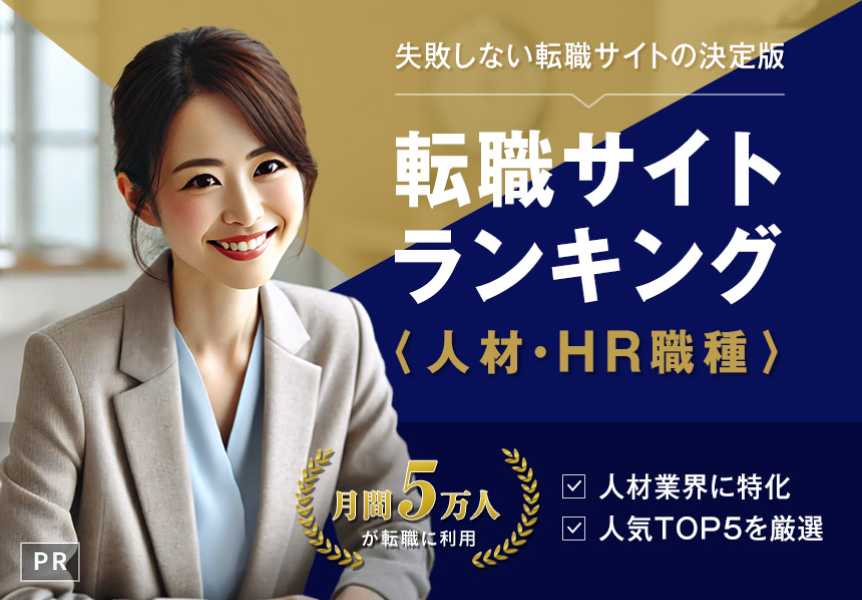 失敗しない転職サイトの決定版
転職サイト
ランキング
〈人材・HR職種〉
月間5万人
が転職に利用
人材業界に特化
人気TOP5を厳選
PR